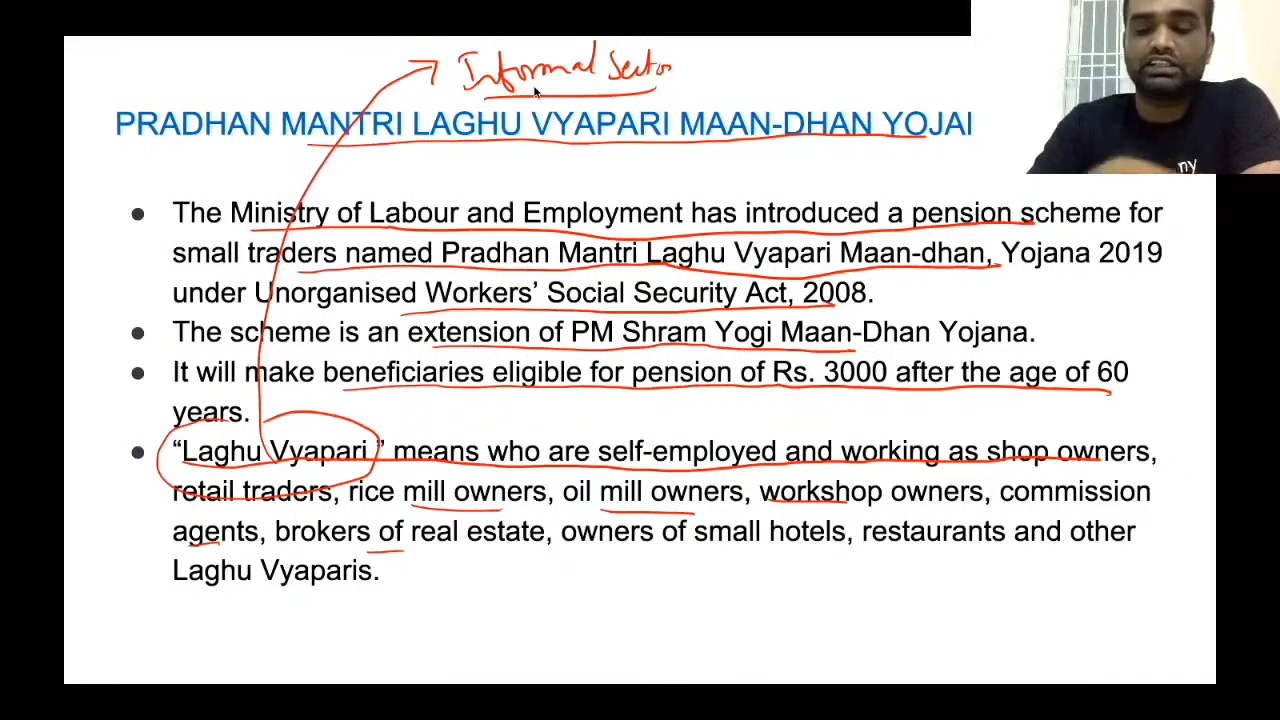 Informal Sector
PRADHAN MANTRI LAGHU VYAPARI MAAN-DHAN YOJAI
ny
● The Ministry of Labour and Employment has introduced a pension scheme for
small traders named Pradhan Mantri Laghu Vyapari Maan-dhan, Yojana 2019
under Unorganised Workers’ Social Security Act, 2008.
● The scheme is an extension of PM Shram Yogi Maan-Dhan Yojana.
● It will make beneficiaries eligible for pension of Rs. 3000 after the age of 60
years.
● “Laghu Vyapari ” means who are self-employed and working as shop owners,
retail traders, rice mill owners, oil mill owners, workshop owners, commission
agents, brokers of real estate, owners of small hotels, restaurants and other
Laghu Vyaparis.